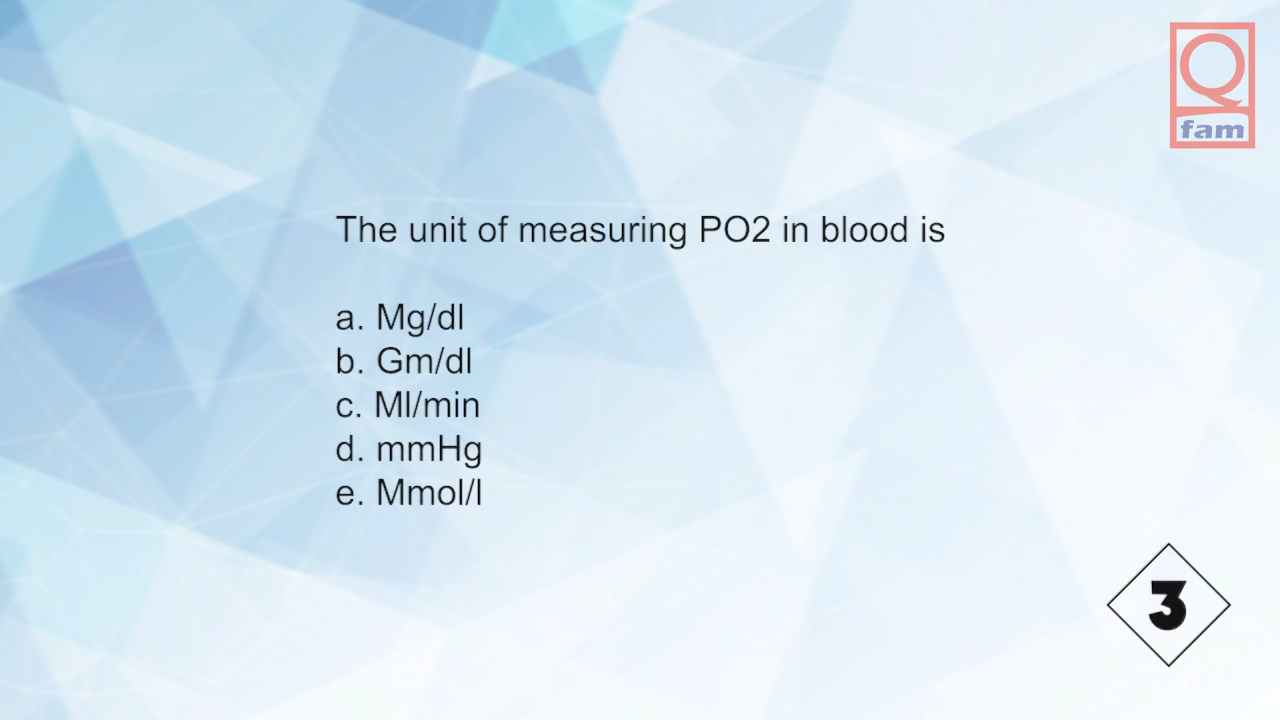 Q
fam
The unit of measuring PO2 in blood is
a. Mg/dl
b. Gm/dl
c. Ml/min
d. mmHg
e. Mmol/l
3